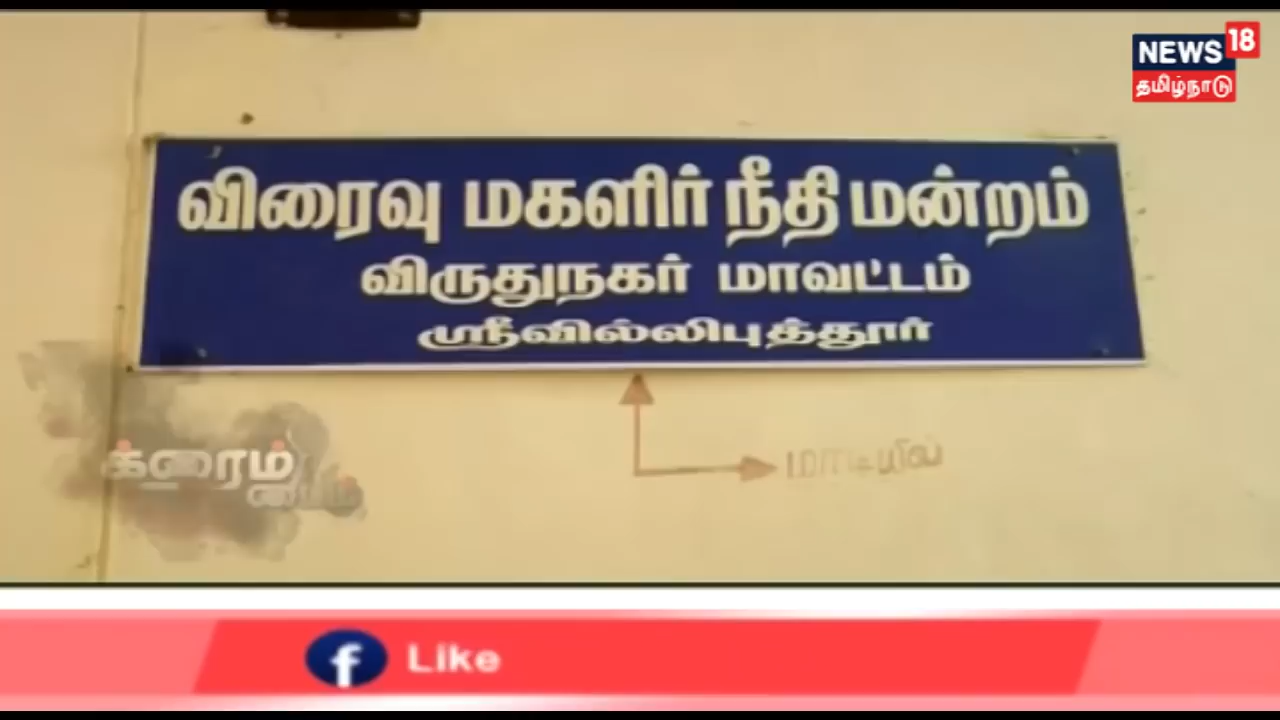 NEWS 18
தமிழ்நாடு
விரைவு மகளிர் நீதி மன்றம்
விருதுநகர் மாவட்டம்
ஸ்ரீவில்லிபுத்தூர்
மாடியில்
க்ரைம்
டைம்
f Like